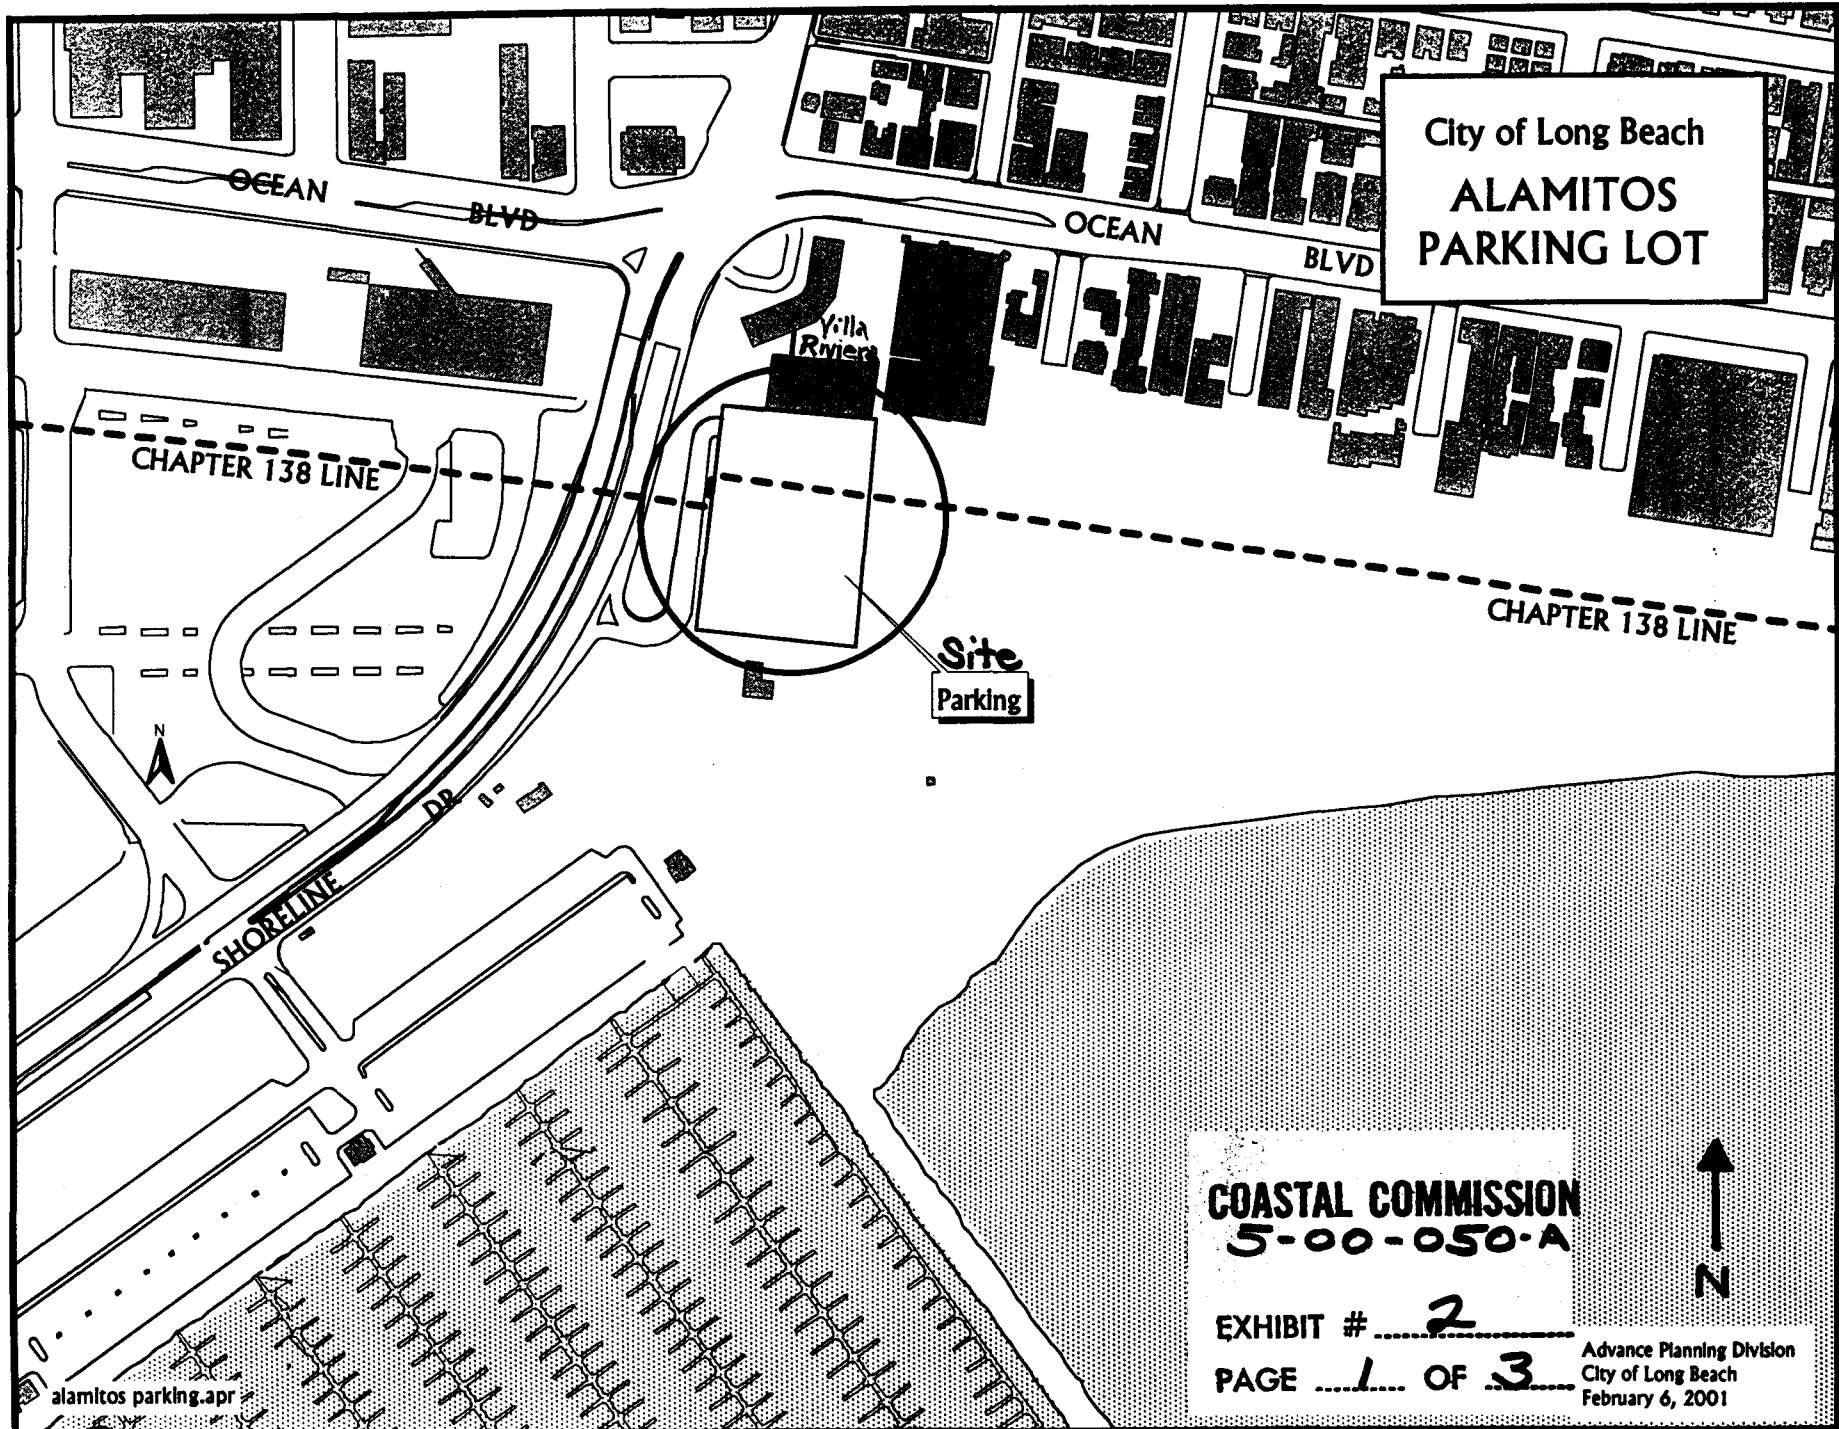 City of Long Beach
ALAMITOS
PARKING LOT
OCEAN
BLVD
OCEAN
BLVD
Villa
Riviera
CHAPTER 138 LINE
CHAPTER 138 LINE
Site
Parking
N
SHORELINE
DR.
COASTAL COMMISSION
5-00-050-A
EXHIBIT # 2
PAGE 1 OF 3
N
Advance Planning Division
City of Long Beach
February 6, 2001
alamitos parking.apr